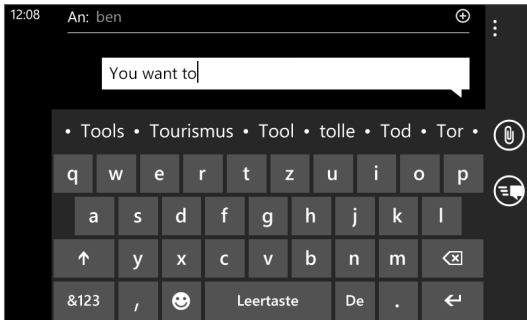 12:08 An: ben
You want to
• Tools • Tourismus • Tool • tolle • Tod • Tor •
q w e r t z u i o p
a s d f g h j k l
y x c v b n m
&123 , Leertaste De .